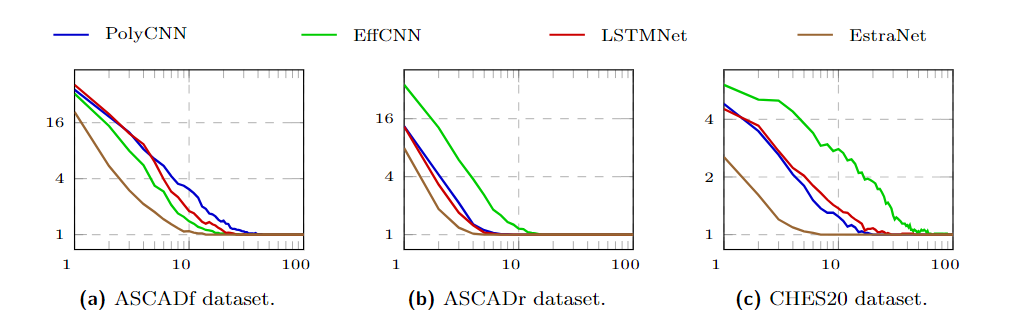 PolyCNN EffCNN LSTMNet EstraNet
16
4
1
1 10 100
(a) ASCADf dataset.
16
4
1
1 10 100
(b) ASCADr dataset.
4
2
1
1 10 100
(c) CHES20 dataset.